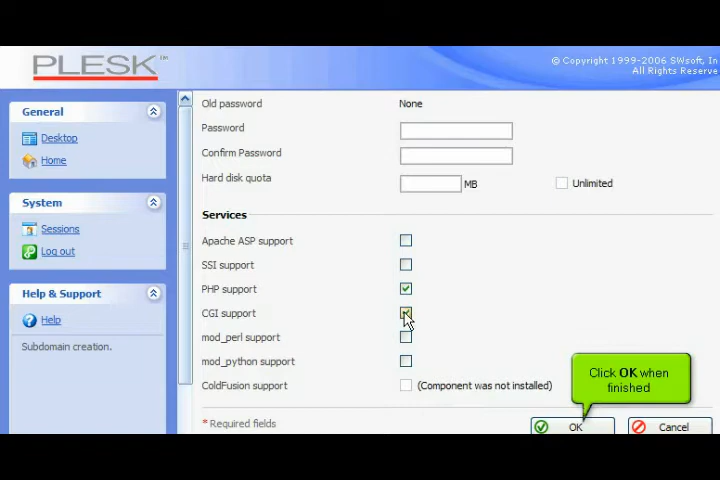 PLESK™
© Copyright 1999-2006 SWsoft, In
All Rights Reserve
General
Desktop
Home
System
Sessions
Log out
Help & Support
Help
Subdomain creation.
Old password None
Password
Confirm Password
Hard disk quota MB Unlimited
Services
Apache ASP support
SSI support
PHP support
CGI support
mod_perl support
mod_python support
ColdFusion support (Component was not installed)
* Required fields
Click OK when
finished
OK Cancel